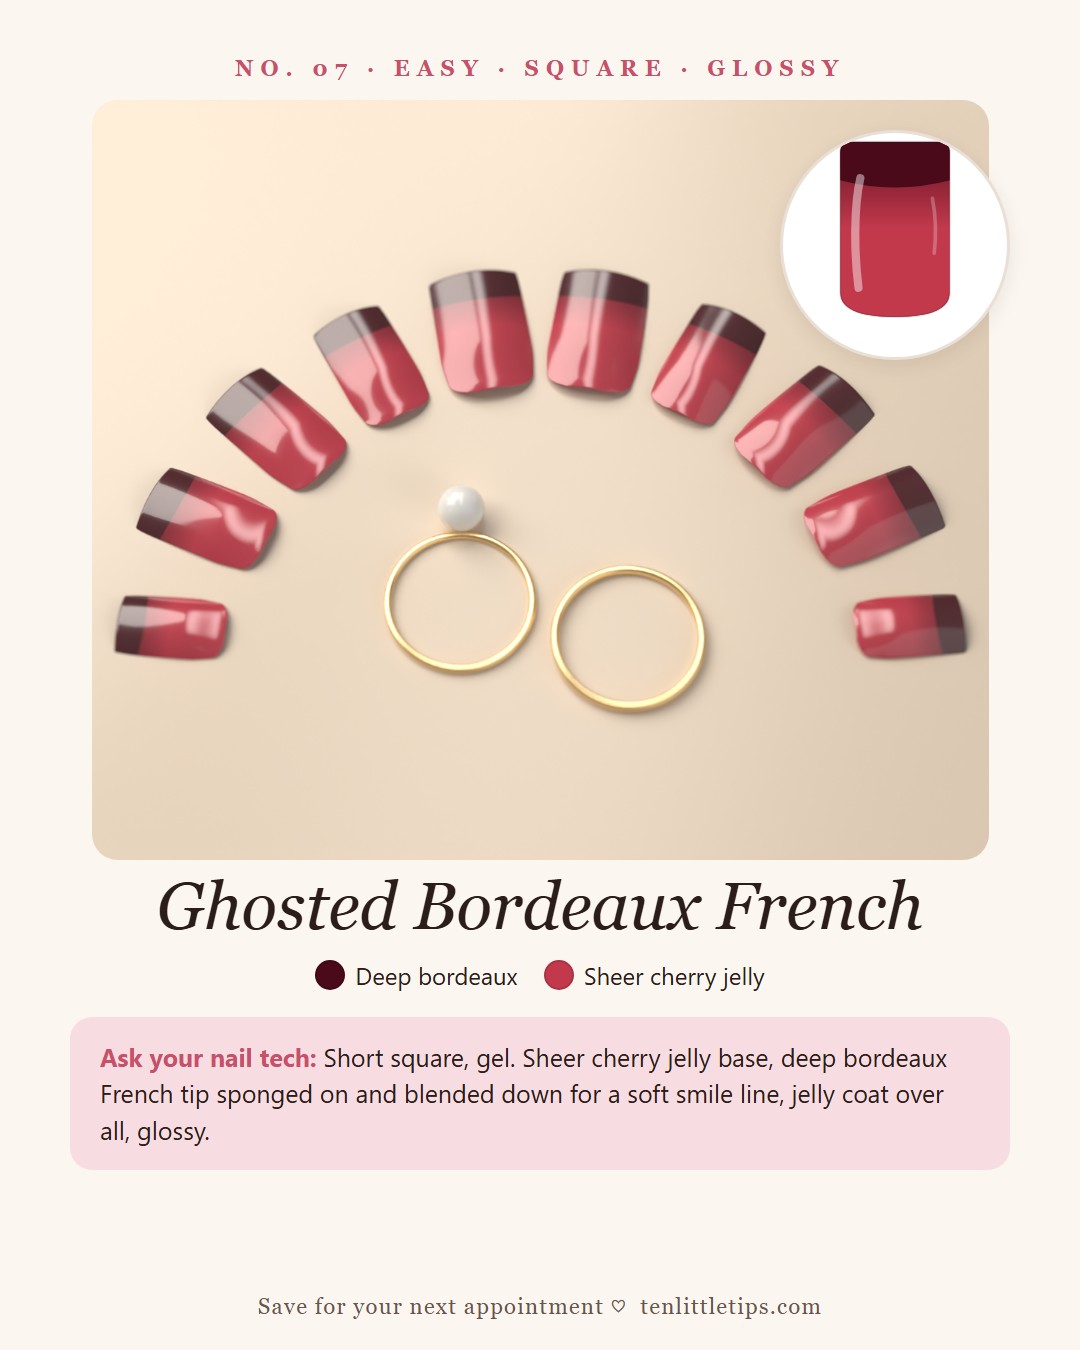 NO. 07 · EASY · SQUARE · GLOSSY
Ghosted Bordeaux French
Deep bordeaux Sheer cherry jelly
Ask your nail tech: Short square, gel. Sheer cherry jelly base, deep bordeaux
French tip sponged on and blended down for a soft smile line, jelly coat over
all, glossy.
Save for your next appointment ♡ tenlittletips.com